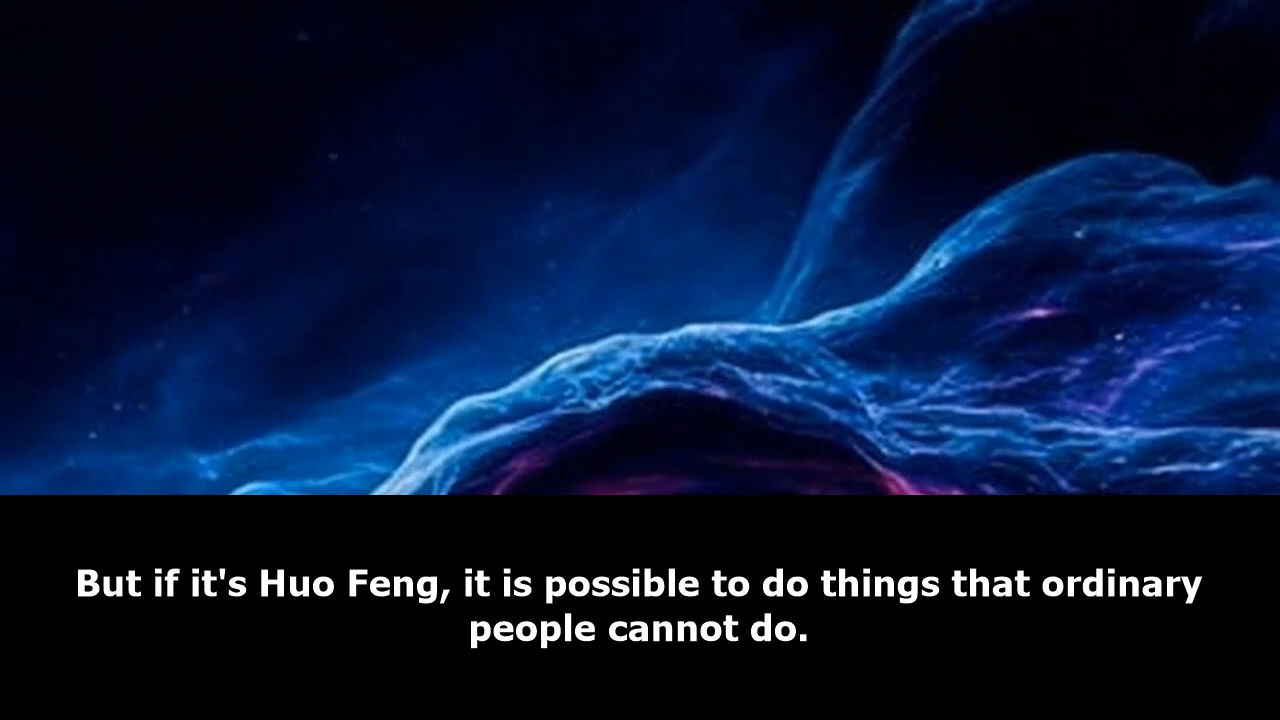 But if it's Huo Feng, it is possible to do things that ordinary
people cannot do.